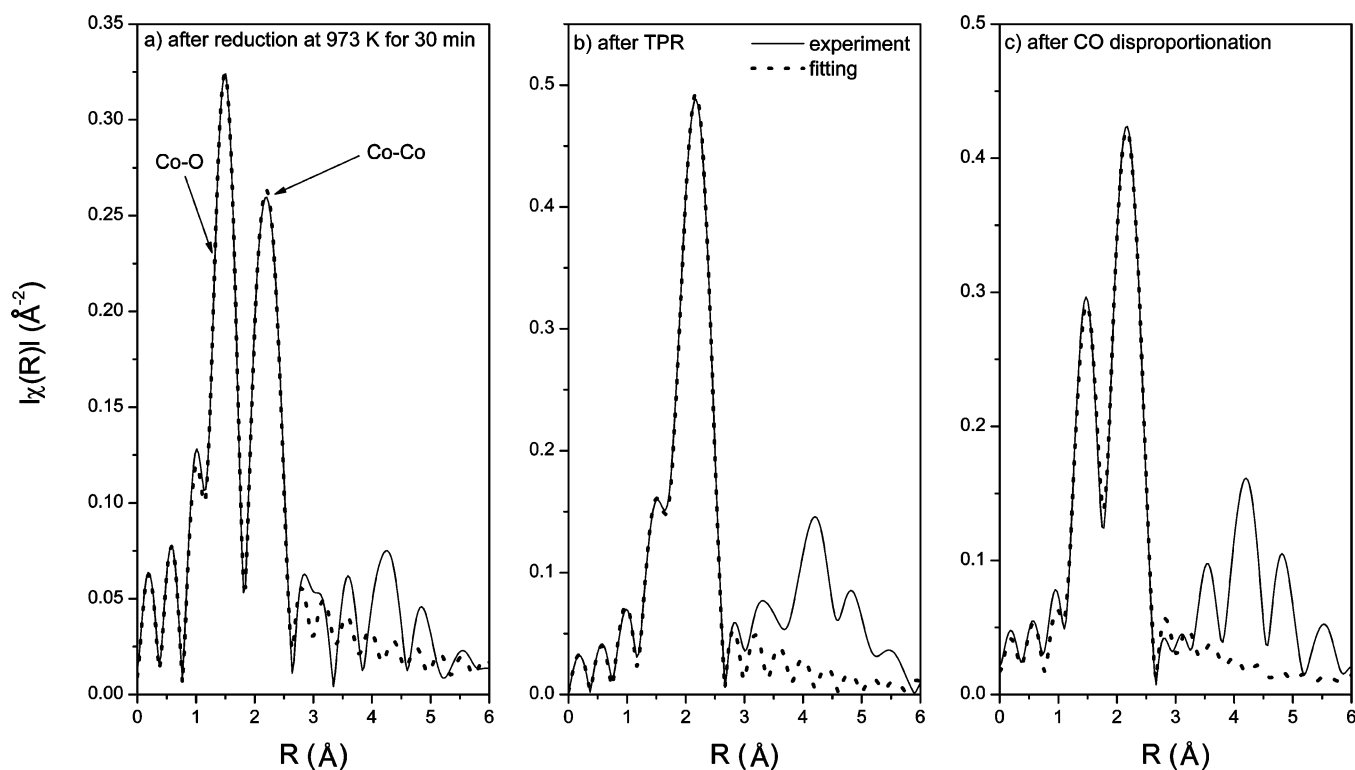 a) after reduction at 973 K for 30 min
b) after TPR
experiment
fitting
c) after CO disproportionation
Co-O
Co-Co
|χ(R)| (Å⁻²)
0.35
0.30
0.25
0.20
0.15
0.10
0.05
0.00
0 1 2 3 4 5 6
R (Å)
0.5
0.4
0.3
0.2
0.1
0.0
0 1 2 3 4 5 6
R (Å)
0.5
0.4
0.3
0.2
0.1
0.0
0 1 2 3 4 5 6
R (Å)